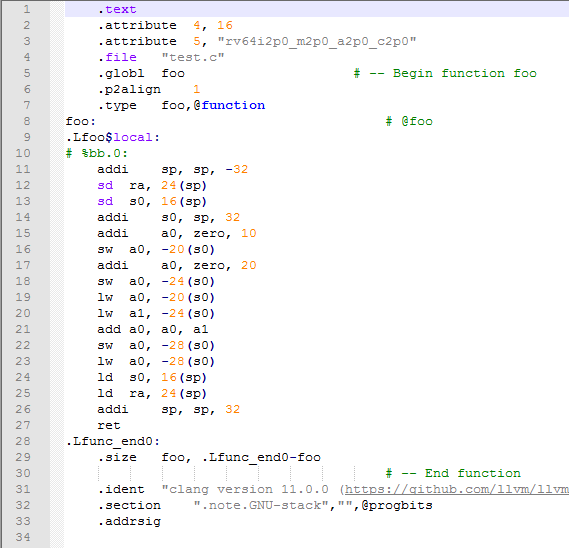 1 .text
2 .attribute 4, 16
3 .attribute 5, "rv64i2p0_m2p0_a2p0_c2p0"
4 .file "test.c"
5 .globl foo # -- Begin function foo
6 .p2align 1
7 .type foo,@function
8 foo: # @foo
9 .Lfoo$local:
10 # %bb.0:
11 addi sp, sp, -32
12 sd ra, 24(sp)
13 sd s0, 16(sp)
14 addi s0, sp, 32
15 addi a0, zero, 10
16 sw a0, -20(s0)
17 addi a0, zero, 20
18 sw a0, -24(s0)
19 lw a0, -20(s0)
20 lw a1, -24(s0)
21 add a0, a0, a1
22 sw a0, -28(s0)
23 lw a0, -28(s0)
24 ld s0, 16(sp)
25 ld ra, 24(sp)
26 addi sp, sp, 32
27 ret
28 .Lfunc_end0:
29 .size foo, .Lfunc_end0-foo
30 # -- End function
31 .ident "clang version 11.0.0 (https://github.com/llvm/llvm
32 .section ".note.GNU-stack","",@progbits
33 .addrsig
34